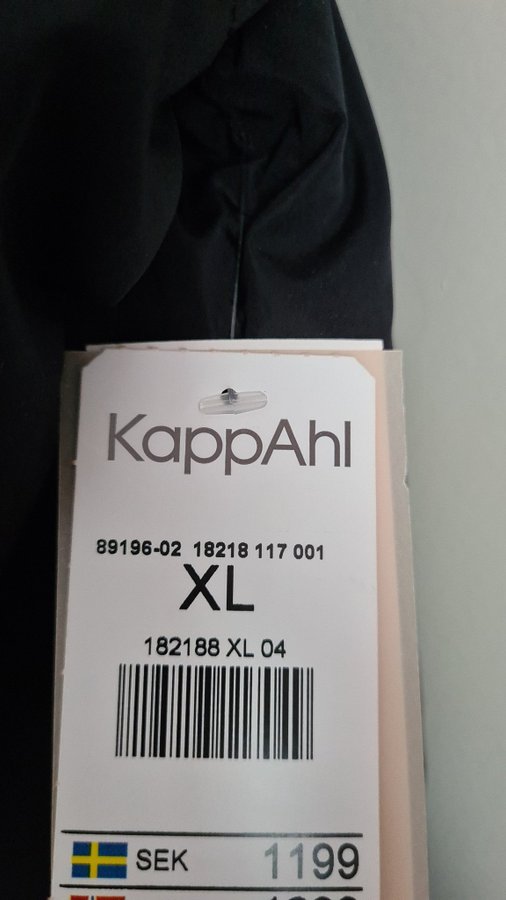 KappAhl
89196-02 18218 117 001
XL
182188 XL 04
SEK 1199